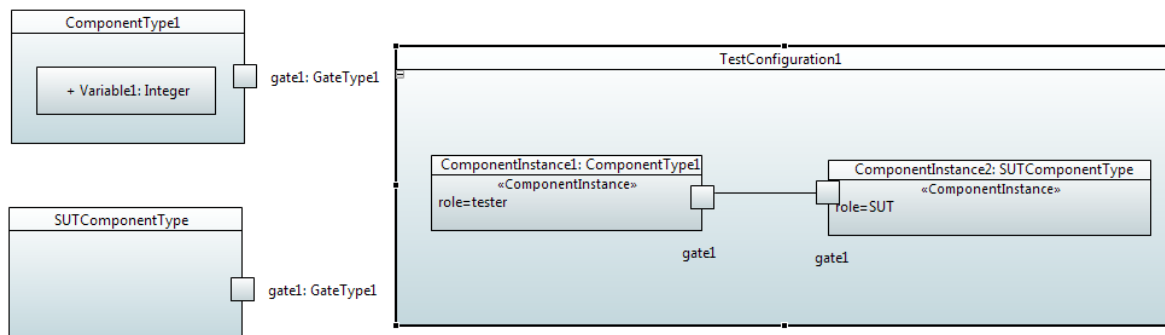 ComponentType1
+ Variable1: Integer
gate1: GateType1
SUTComponentType
gate1: GateType1
TestConfiguration1
ComponentInstance1: ComponentType1
«ComponentInstance»
role=tester
gate1
ComponentInstance2: SUTComponentType
«ComponentInstance»
role=SUT
gate1